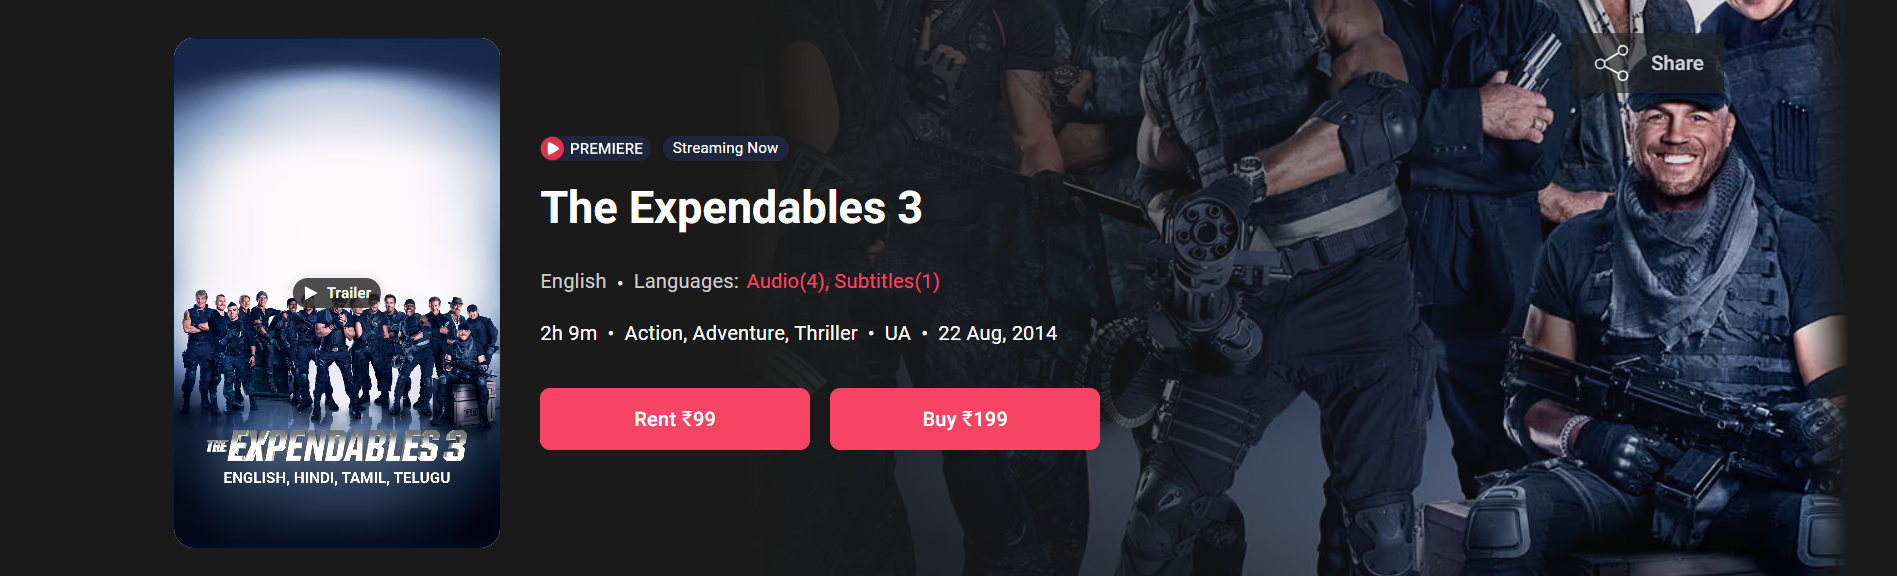 Share
PREMIERE
Streaming Now
The Expendables 3
English • Languages: Audio(4), Subtitles(1)
2h 9m • Action, Adventure, Thriller • UA • 22 Aug, 2014
Rent ₹99
Buy ₹199
Trailer
THE EXPENDABLES 3
ENGLISH, HINDI, TAMIL, TELUGU